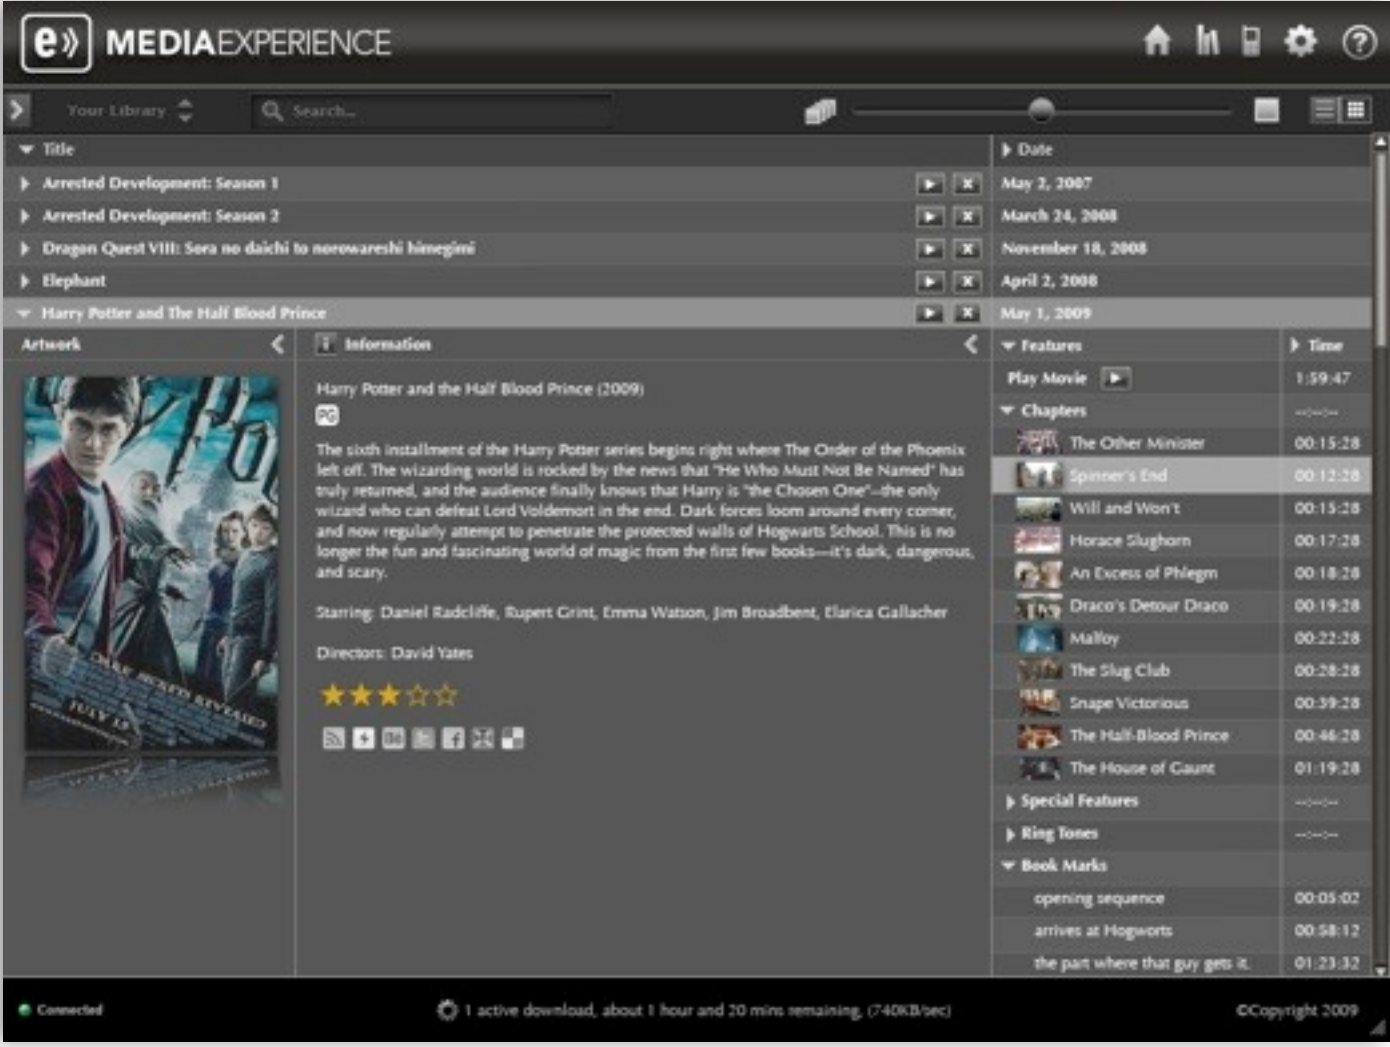 e)) MEDIAEXPERIENCE
?
Your Library
Search...
Title
Date
Arrested Development: Season 1
May 2, 2007
Arrested Development: Season 2
March 24, 2008
Dragon Quest VIII: Sora no daichi to norowareshi himegimi
November 18, 2008
Elephant
April 2, 2008
Harry Potter and The Half Blood Prince
May 1, 2009
Artwork
i Information
Harry Potter and the Half Blood Prince (2009)
PG
The sixth installment of the Harry Potter series begins right where The Order of the Phoenix
left off. The wizarding world is rocked by the news that "He Who Must Not Be Named" has
truly returned, and the audience finally knows that Harry is "the Chosen One"—the only
wizard who can defeat Lord Voldemort in the end. Dark forces loom around every corner,
and now regularly attempt to penetrate the protected walls of Hogwarts School. This is no
longer the fun and fascinating world of magic from the first few books—it's dark, dangerous,
and scary.
Starring: Daniel Radcliffe, Rupert Grint, Emma Watson, Jim Broadbent, Elarica Gallacher
Directors: David Yates
Features
Time
Play Movie
1:59:47
Chapters
--:--:--
The Other Minister
00:15:28
Spinner's End
00:12:28
Will and Won't
00:15:28
Horace Slughorn
00:17:28
An Excess of Phlegm
00:18:28
Draco's Detour Draco
00:19:28
Malfoy
00:22:28
The Slug Club
00:28:28
Snape Victorious
00:39:28
The Half-Blood Prince
00:46:28
The House of Gaunt
01:19:28
Special Features
--:--:--
Ring Tones
--:--:--
Book Marks
opening sequence
00:05:02
arrives at Hogworts
00:58:12
the part where that guy gets it.
01:23:32
Connected
1 active download, about 1 hour and 20 mins remaining, (740KB/sec)
©Copyright 2009